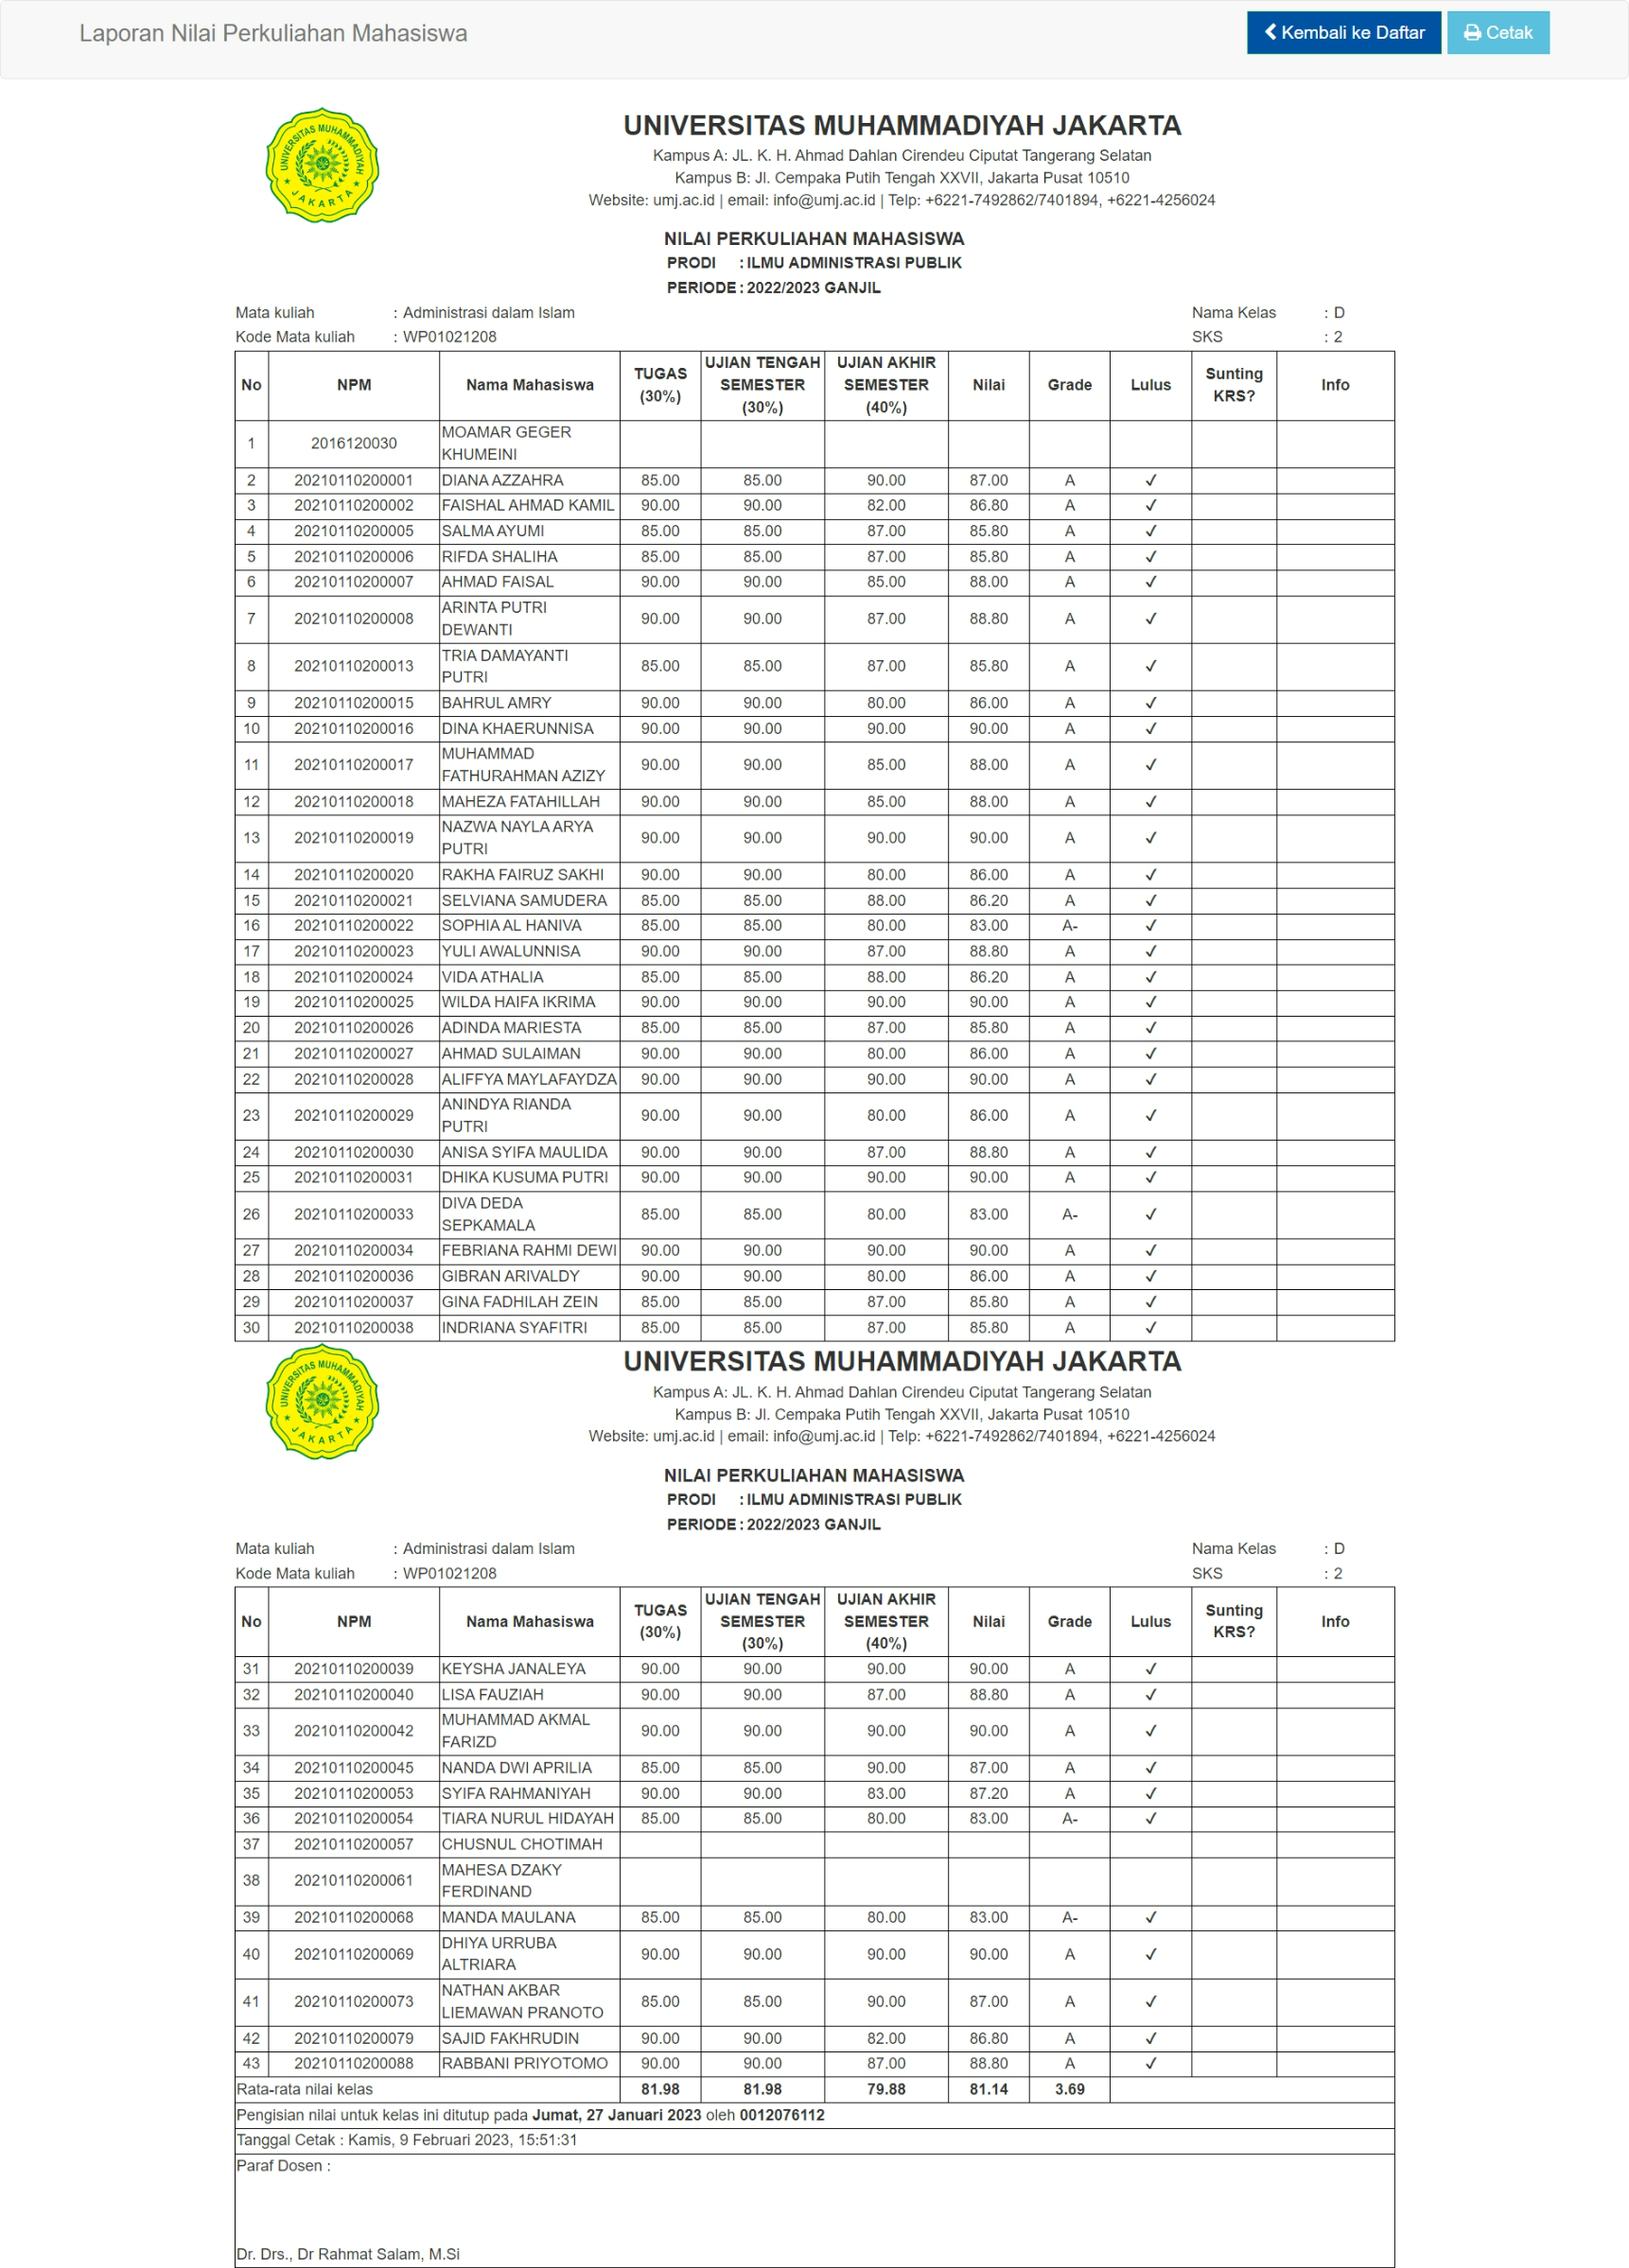 Laporan Nilai Perkuliahan Mahasiswa
Kembali ke Daftar
Cetak
UNIVERSITAS MUHAMMADIYAH JAKARTA
UNIVERSITAS MUHAMMADIYAH JAKARTA
Kampus A: JL. K. H. Ahmad Dahlan Cirendeu Ciputat Tangerang Selatan
Kampus B: Jl. Cempaka Putih Tengah XXVII, Jakarta Pusat 10510
Website: umj.ac.id | email: info@umj.ac.id | Telp: +6221-7492862/7401894, +6221-4256024
NILAI PERKULIAHAN MAHASISWA
PRODI : ILMU ADMINISTRASI PUBLIK
PERIODE : 2022/2023 GANJIL
Mata kuliah : Administrasi dalam Islam Nama Kelas : D
Kode Mata kuliah : WP01021208 SKS : 2
No NPM Nama Mahasiswa TUGAS (30%) UJIAN TENGAH SEMESTER (30%) UJIAN AKHIR SEMESTER (40%) Nilai Grade Lulus Sunting KRS? Info
1 2016120030 MOAMAR GEGER KHUMEINI
2 20210110200001 DIANA AZZAHRA 85.00 85.00 90.00 87.00 A ✓
3 20210110200002 FAISHAL AHMAD KAMIL 90.00 90.00 82.00 86.80 A ✓
4 20210110200005 SALMA AYUMI 85.00 85.00 87.00 85.80 A ✓
5 20210110200006 RIFDA SHALIHA 85.00 85.00 87.00 85.80 A ✓
6 20210110200007 AHMAD FAISAL 90.00 90.00 85.00 88.00 A ✓
7 20210110200008 ARINTA PUTRI DEWANTI 90.00 90.00 87.00 88.80 A ✓
8 20210110200013 TRIA DAMAYANTI PUTRI 85.00 85.00 87.00 85.80 A ✓
9 20210110200015 BAHRUL AMRY 90.00 90.00 80.00 86.00 A ✓
10 20210110200016 DINA KHAERUNNISA 90.00 90.00 90.00 90.00 A ✓
11 20210110200017 MUHAMMAD FATHURAHMAN AZIZY 90.00 90.00 85.00 88.00 A ✓
12 20210110200018 MAHEZA FATAHILLAH 90.00 90.00 85.00 88.00 A ✓
13 20210110200019 NAZWA NAYLA ARYA PUTRI 90.00 90.00 90.00 90.00 A ✓
14 20210110200020 RAKHA FAIRUZ SAKHI 90.00 90.00 80.00 86.00 A ✓
15 20210110200021 SELVIANA SAMUDERA 85.00 85.00 88.00 86.20 A ✓
16 20210110200022 SOPHIA AL HANIVA 85.00 85.00 80.00 83.00 A- ✓
17 20210110200023 YULI AWALUNNISA 90.00 90.00 87.00 88.80 A ✓
18 20210110200024 VIDA ATHALIA 85.00 85.00 88.00 86.20 A ✓
19 20210110200025 WILDA HAIFA IKRIMA 90.00 90.00 90.00 90.00 A ✓
20 20210110200026 ADINDA MARIESTA 85.00 85.00 87.00 85.80 A ✓
21 20210110200027 AHMAD SULAIMAN 90.00 90.00 80.00 86.00 A ✓
22 20210110200028 ALIFFYA MAYLAFAYDZA 90.00 90.00 90.00 90.00 A ✓
23 20210110200029 ANINDYA RIANDA PUTRI 90.00 90.00 80.00 86.00 A ✓
24 20210110200030 ANISA SYIFA MAULIDA 90.00 90.00 87.00 88.80 A ✓
25 20210110200031 DHIKA KUSUMA PUTRI 90.00 90.00 90.00 90.00 A ✓
26 20210110200033 DIVA DEDA SEPKAMALA 85.00 85.00 80.00 83.00 A- ✓
27 20210110200034 FEBRIANA RAHMI DEWI 90.00 90.00 90.00 90.00 A ✓
28 20210110200036 GIBRAN ARIVALDY 90.00 90.00 80.00 86.00 A ✓
29 20210110200037 GINA FADHILAH ZEIN 85.00 85.00 87.00 85.80 A ✓
30 20210110200038 INDRIANA SYAFITRI 85.00 85.00 87.00 85.80 A ✓
UNIVERSITAS MUHAMMADIYAH JAKARTA
UNIVERSITAS MUHAMMADIYAH JAKARTA
Kampus A: JL. K. H. Ahmad Dahlan Cirendeu Ciputat Tangerang Selatan
Kampus B: Jl. Cempaka Putih Tengah XXVII, Jakarta Pusat 10510
Website: umj.ac.id | email: info@umj.ac.id | Telp: +6221-7492862/7401894, +6221-4256024
NILAI PERKULIAHAN MAHASISWA
PRODI : ILMU ADMINISTRASI PUBLIK
PERIODE : 2022/2023 GANJIL
Mata kuliah : Administrasi dalam Islam Nama Kelas : D
Kode Mata kuliah : WP01021208 SKS : 2
No NPM Nama Mahasiswa TUGAS (30%) UJIAN TENGAH SEMESTER (30%) UJIAN AKHIR SEMESTER (40%) Nilai Grade Lulus Sunting KRS? Info
31 20210110200039 KEYSHA JANALEYA 90.00 90.00 90.00 90.00 A ✓
32 20210110200040 LISA FAUZIAH 90.00 90.00 87.00 88.80 A ✓
33 20210110200042 MUHAMMAD AKMAL FARIZD 90.00 90.00 90.00 90.00 A ✓
34 20210110200045 NANDA DWI APRILIA 85.00 85.00 90.00 87.00 A ✓
35 20210110200053 SYIFA RAHMANIYAH 90.00 90.00 83.00 87.20 A ✓
36 20210110200054 TIARA NURUL HIDAYAH 85.00 85.00 80.00 83.00 A- ✓
37 20210110200057 CHUSNUL CHOTIMAH
38 20210110200061 MAHESA DZAKY FERDINAND
39 20210110200068 MANDA MAULANA 85.00 85.00 80.00 83.00 A- ✓
40 20210110200069 DHIYA URRUBA ALTRIARA 90.00 90.00 90.00 90.00 A ✓
41 20210110200073 NATHAN AKBAR LIEMAWAN PRANOTO 85.00 85.00 90.00 87.00 A ✓
42 20210110200079 SAJID FAKHRUDIN 90.00 90.00 82.00 86.80 A ✓
43 20210110200088 RABBANI PRIYOTOMO 90.00 90.00 87.00 88.80 A ✓
Rata-rata nilai kelas 81.98 81.98 79.88 81.14 3.69
Pengisian nilai untuk kelas ini ditutup pada Jumat, 27 Januari 2023 oleh 0012076112
Tanggal Cetak : Kamis, 9 Februari 2023, 15:51:31
Paraf Dosen :
Dr. Drs., Dr Rahmat Salam, M.Si